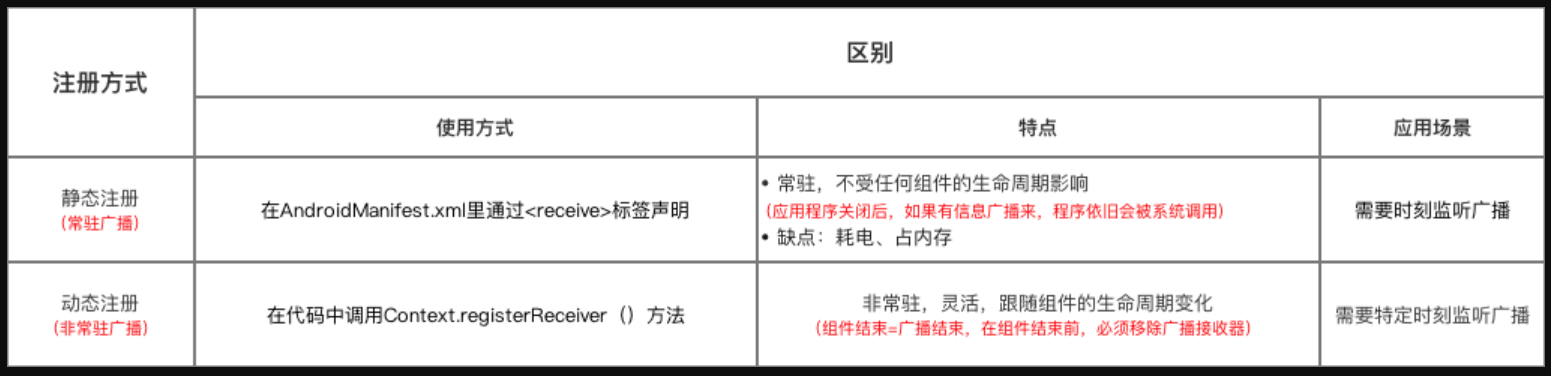 注册方式
区别
使用方式
特点
应用场景
静态注册
（常驻广播）
在AndroidManifest.xml里通过<receive>标签声明
• 常驻，不受任何组件的生命周期影响
（应用程序关闭后，如果有信息广播来，程序依旧会被系统调用）
• 缺点：耗电、占内存
需要时刻监听广播
动态注册
（非常驻广播）
在代码中调用Context.registerReceiver（）方法
非常驻，灵活，跟随组件的生命周期变化
（组件结束=广播结束，在组件结束前，必须移除广播接收器）
需要特定时刻监听广播